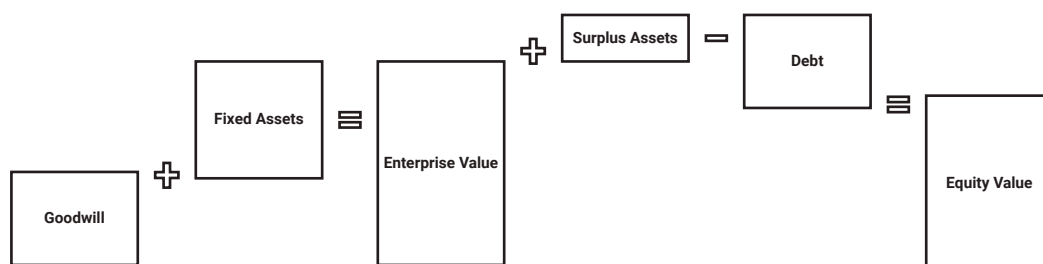 Goodwill
+
Fixed Assets
=
Enterprise Value
+
Surplus Assets
-
Debt
=
Equity Value